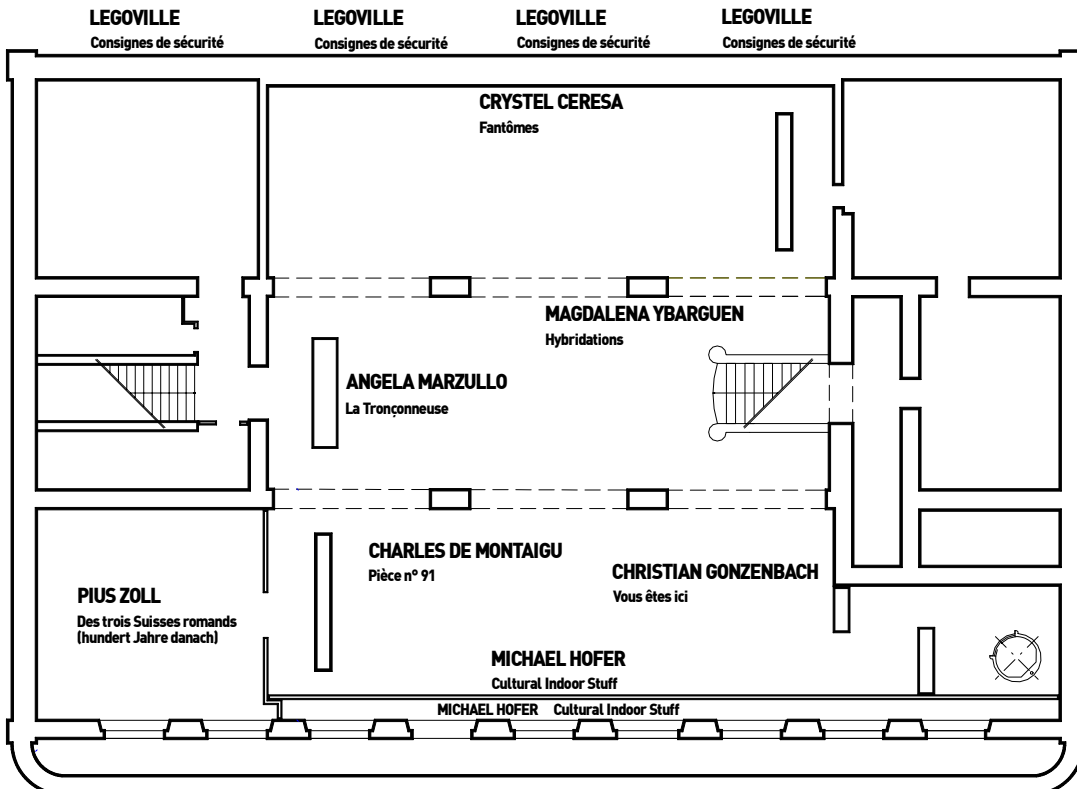 LEGOVILLE
Consignes de sécurité
LEGOVILLE
Consignes de sécurité
LEGOVILLE
Consignes de sécurité
LEGOVILLE
Consignes de sécurité
CRYSTEL CERESA
Fantômes
MAGDALENA YBARGUEN
Hybridations
ANGELA MARZULLO
La Tronçonneuse
CHARLES DE MONTAIGU
Pièce n° 91
CHRISTIAN GONZENBACH
Vous êtes ici
PIUS ZOLL
Des trois Suisses romands
(hundert Jahre danach)
MICHAEL HOFER
Cultural Indoor Stuff
MICHAEL HOFER Cultural Indoor Stuff